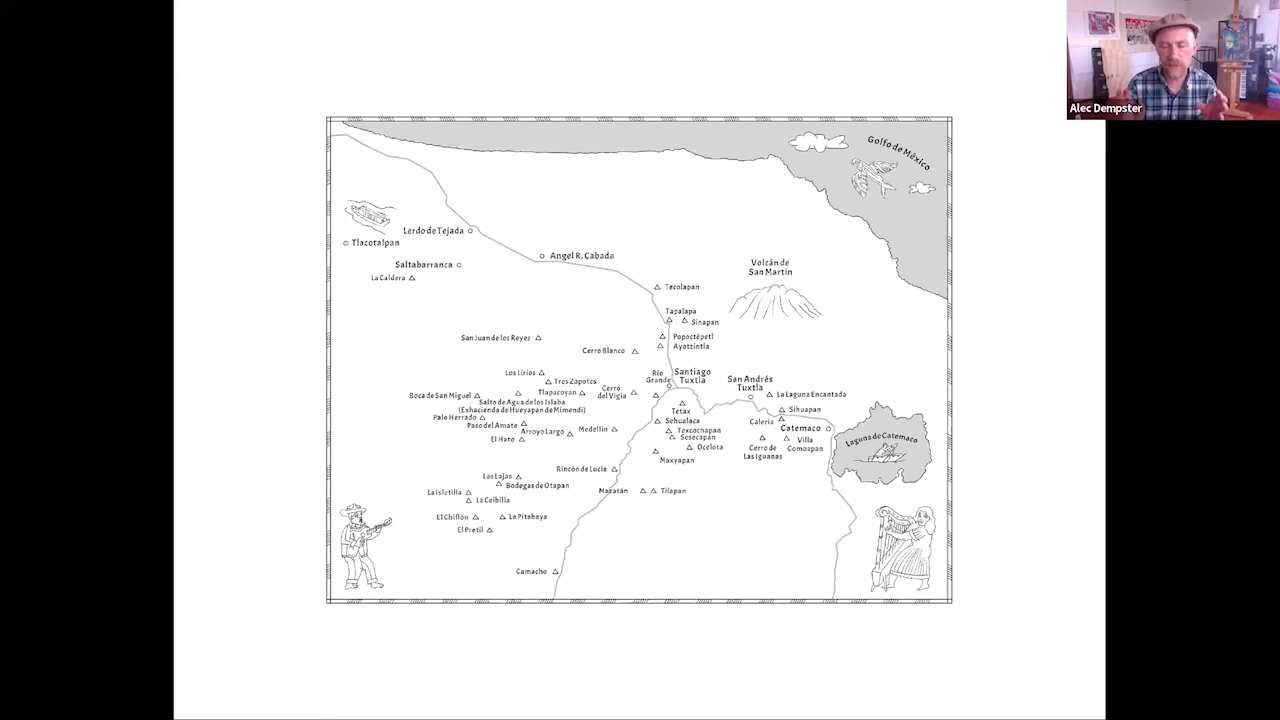 Alec Dempster
Golfo de México
Lerdo de Tejada
Tlacotalpan
Angel R. Cabada
Saltabarranca
La Caldera
Volcán de
San Martín
Tecolapan
Tapalapa
Sinapan
San Juan de los Reyes
Popoctépetl
Ayotzintla
Cerro Blanco
Los Lirios
Tres Zapotes
Río
Grande
Santiago
Tuxtla
San Andrés
Tuxtla
Boca de San Miguel
Tlapacoyan
Cerro
del Vigía
La Laguna Encantada
Salto de Agua de los Islaba
(Exhacienda de Hueyapan de Mimendi)
Tetax
Sihuapan
Palo Herrado
Sehualaca
Calería
Paso del Amate
Arroyo Largo
Medellín
Texcochapan
Catemaco
El Hato
Sesecapán
Ocelota
Cerro de
Las Iguanas
Villa
Comoapan
Laguna de Catemaco
Maxyapan
Rincón de Lucía
Las Lajas
Bodegas de Otapan
La Isletilla
La Ceibilla
Mazatán
Tilapan
El Chiflón
La Pitahaya
El Pretil
Camacho